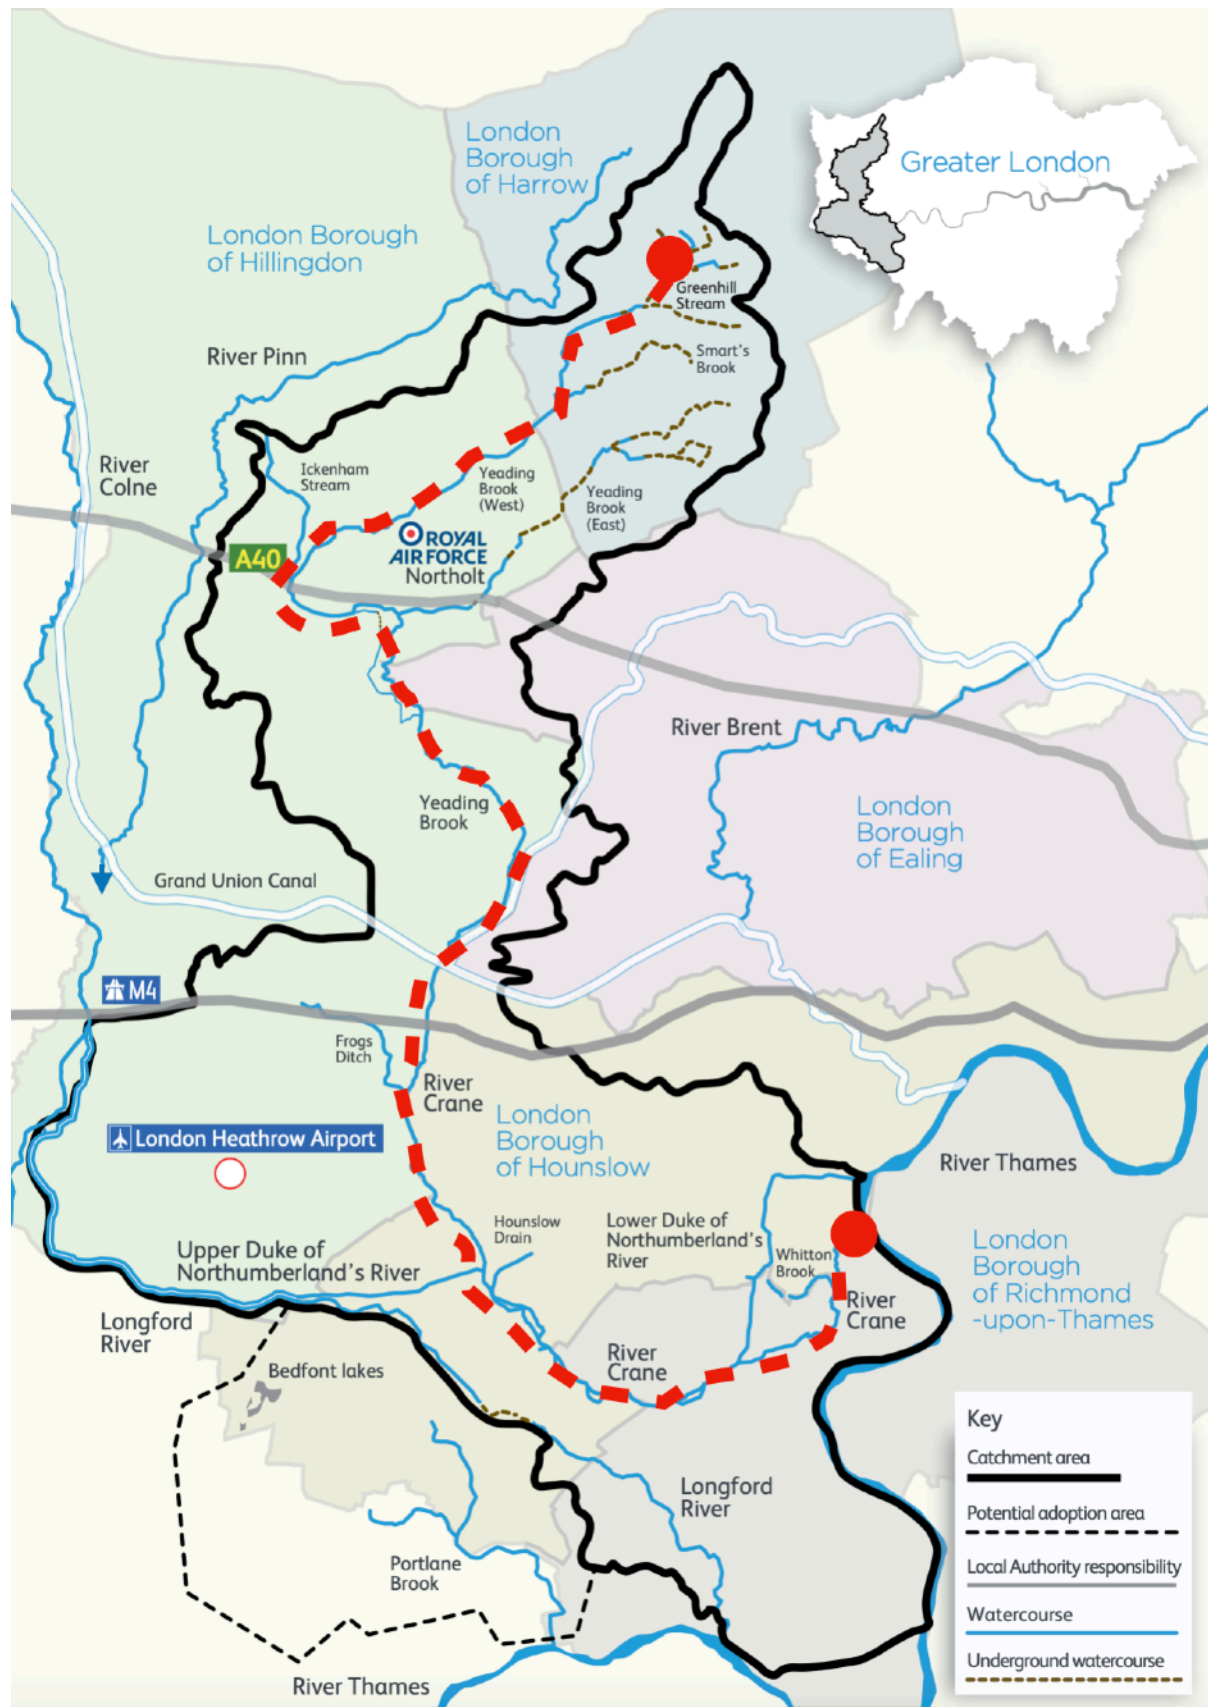 London
Borough
of Harrow
Greater London
London Borough
of Hillingdon
Greenhill
Stream
River Pinn
Smart's
Brook
River
Colne
Ickenham
Stream
Yeading
Brook
(West)
Yeading
Brook
(East)
ROYAL
AIR FORCE
Northolt
A40
River Brent
Yeading
Brook
London
Borough
of Ealing
Grand Union Canal
M4
Frogs
Ditch
River
Crane
London
Borough
of Hounslow
London Heathrow Airport
River Thames
Hounslow
Drain
Lower Duke of
Northumberland's
River
Whitton
Brook
London
Borough
of Richmond
-upon-Thames
Upper Duke of
Northumberland's River
River
Crane
Longford
River
River
Crane
Bedfont lakes
Key
Catchment area
Potential adoption area
Local Authority responsibility
Watercourse
Underground watercourse
Longford
River
Portlane
Brook
River Thames